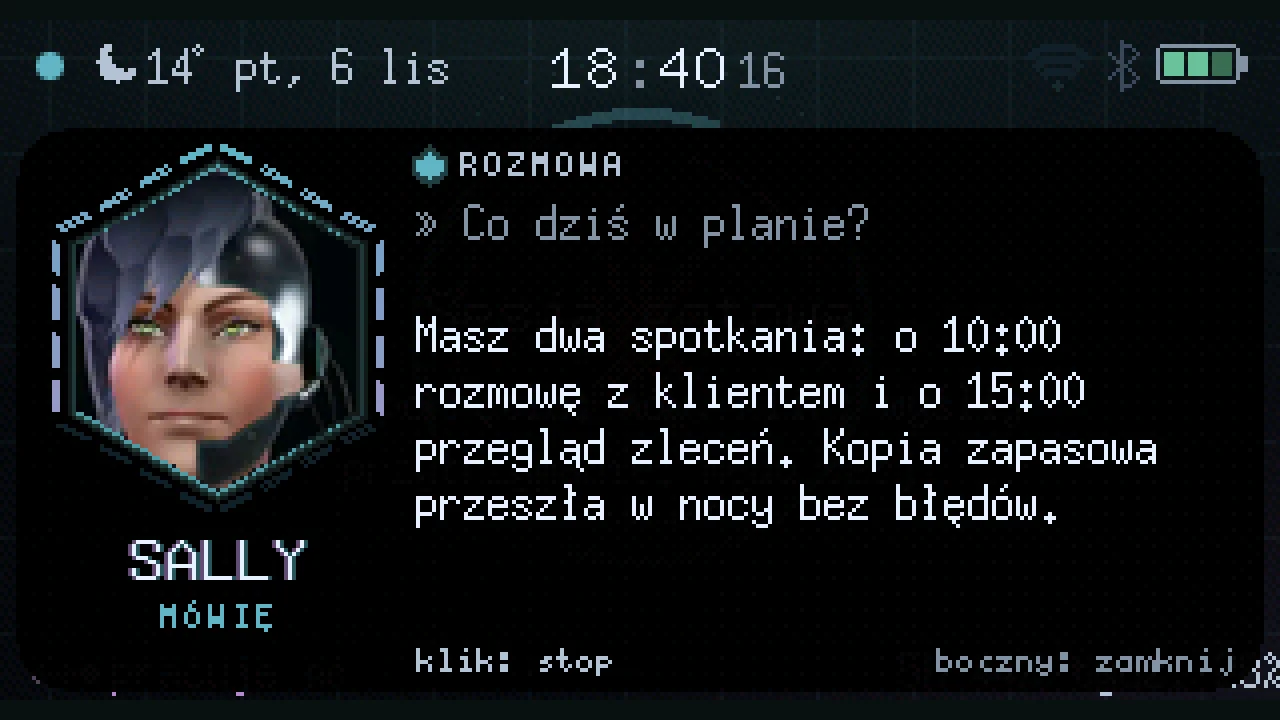 14° pt, 6 lis 18:40 16
ROZMOWA
» Co dziś w planie?
Masz dwa spotkania: o 10:00
rozmowę z klientem i o 15:00
przegląd zleceń. Kopia zapasowa
przeszła w nocy bez błędów.
SALLY
MÓWIĘ
klik: stop
boczny: zamknij